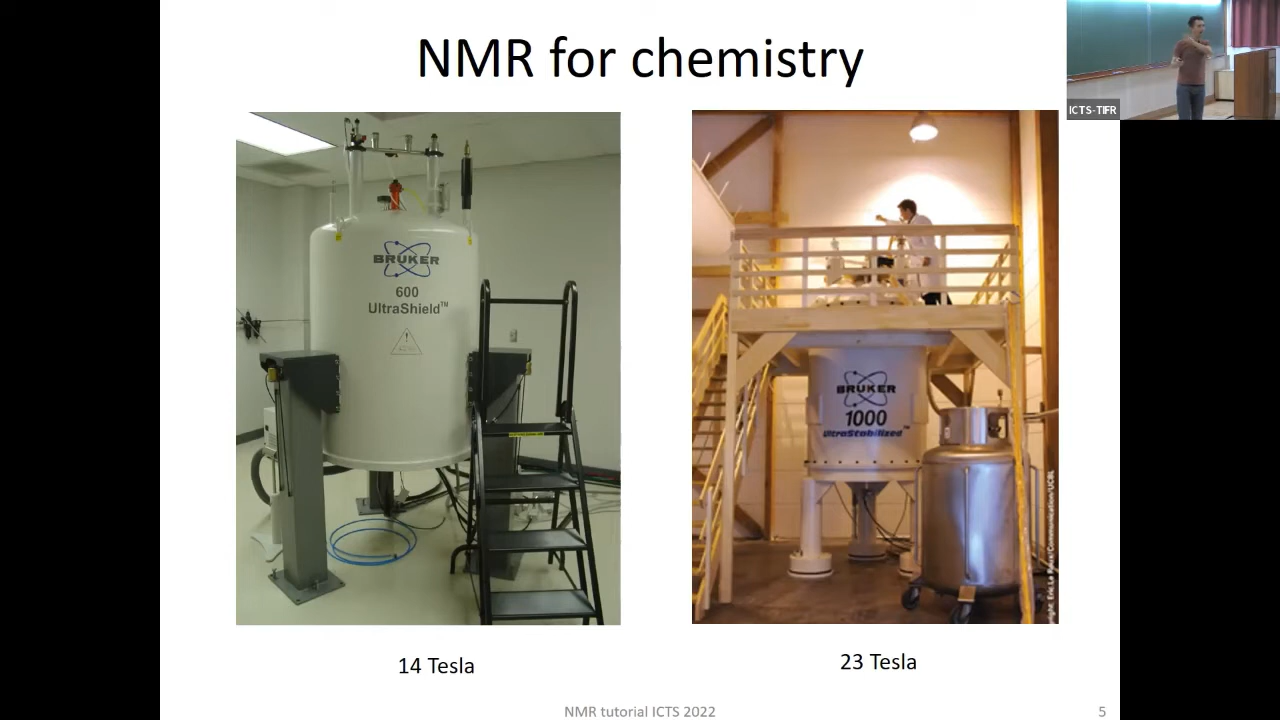 NMR for chemistry
ICTS-TIFR
BRUKER
600
UltraShield™
BRUKER
1000
UltraStabilized™
14 Tesla
23 Tesla
NMR tutorial ICTS 2022
5